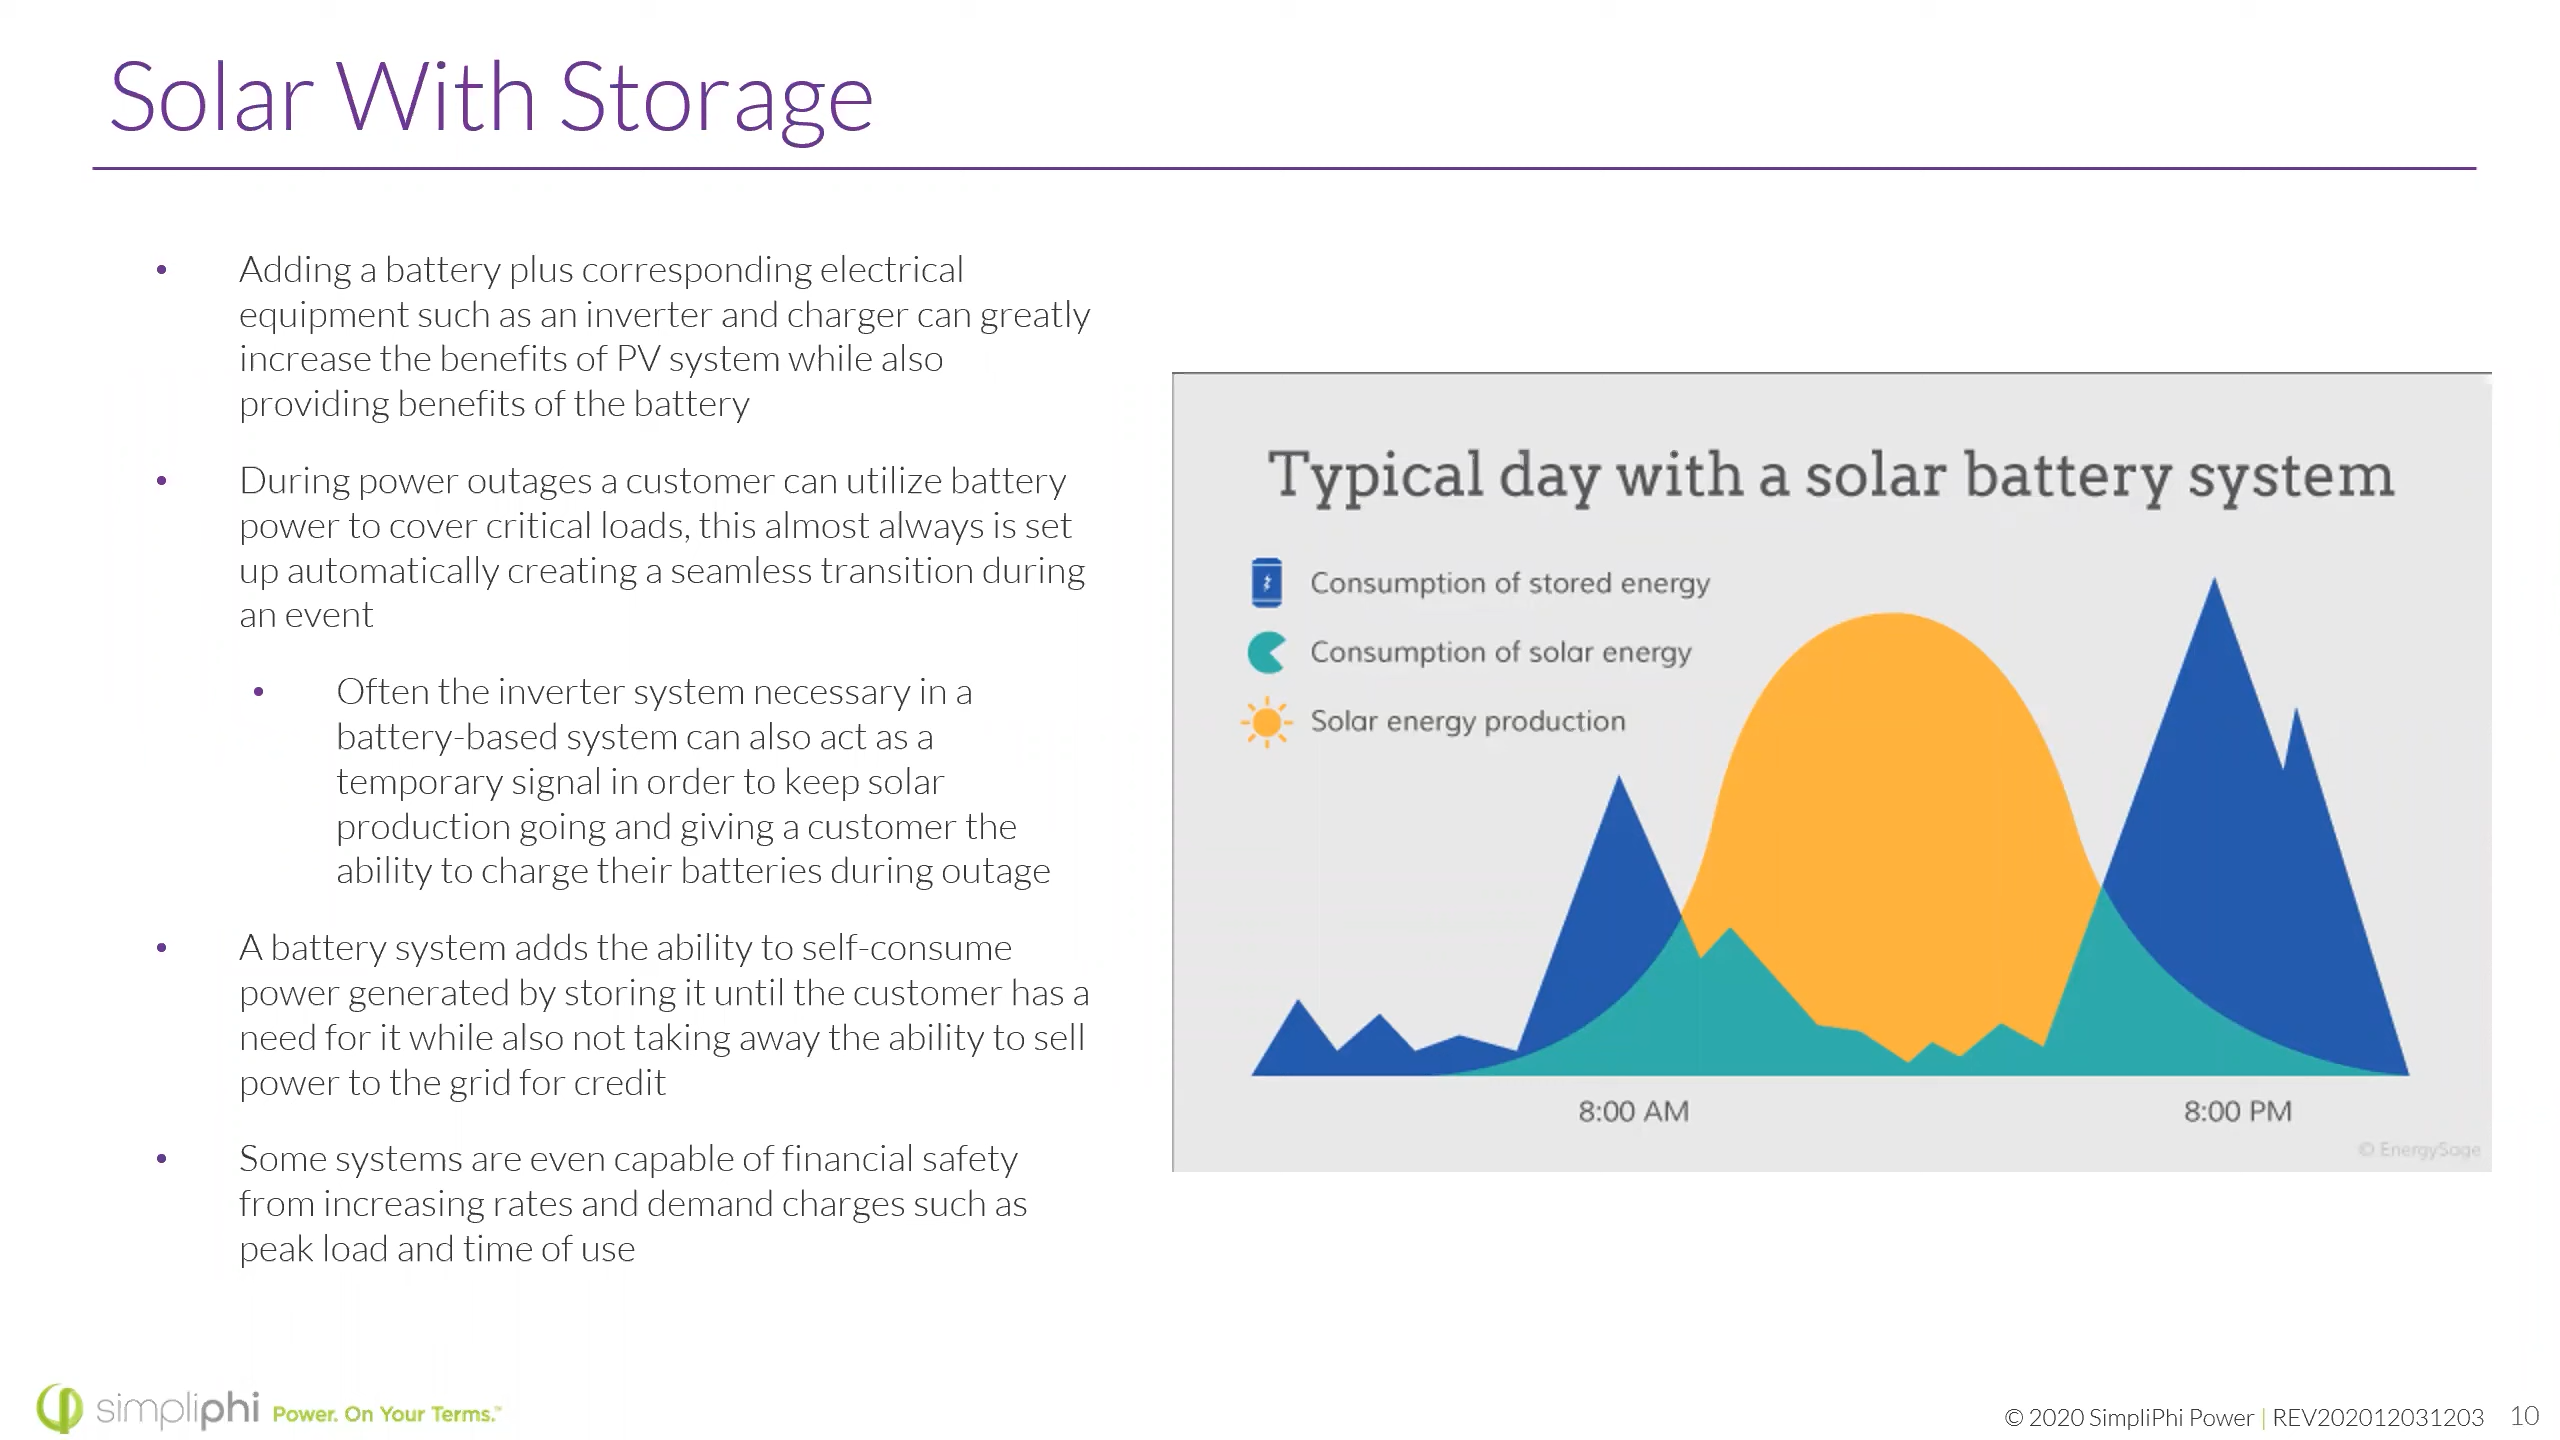 Solar With Storage
• Adding a battery plus corresponding electrical
equipment such as an inverter and charger can greatly
increase the benefits of PV system while also
providing benefits of the battery
• During power outages a customer can utilize battery
power to cover critical loads, this almost always is set
up automatically creating a seamless transition during
an event
• Often the inverter system necessary in a
battery-based system can also act as a
temporary signal in order to keep solar
production going and giving a customer the
ability to charge their batteries during outage
• A battery system adds the ability to self-consume
power generated by storing it until the customer has a
need for it while also not taking away the ability to sell
power to the grid for credit
• Some systems are even capable of financial safety
from increasing rates and demand charges such as
peak load and time of use
Typical day with a solar battery system
Consumption of stored energy
Consumption of solar energy
Solar energy production
8:00 AM
8:00 PM
© EnergySage
simpliphi Power. On Your Terms.™
© 2020 SimpliPhi Power | REV202012031203 10